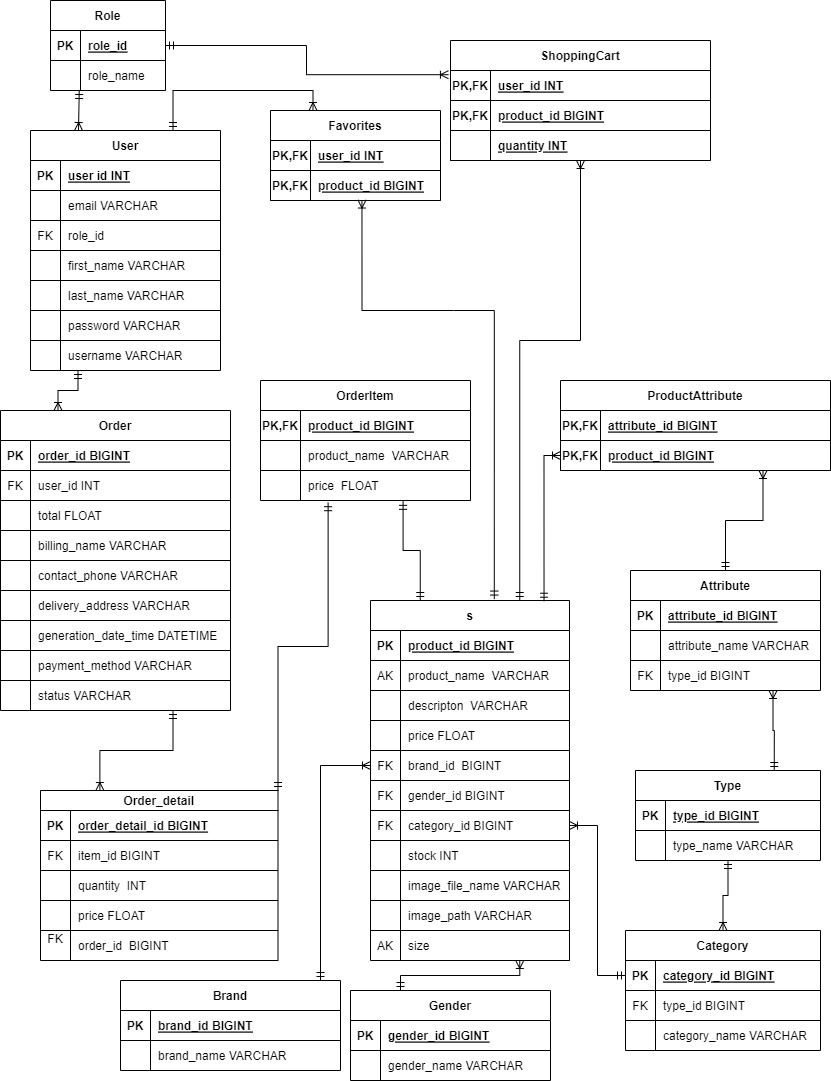 Role
PK role_id
role_name
ShoppingCart
PK,FK user_id INT
PK,FK product_id BIGINT
quantity INT
Favorites
PK,FK user_id INT
PK,FK product_id BIGINT
User
PK user id INT
email VARCHAR
FK role_id
first_name VARCHAR
last_name VARCHAR
password VARCHAR
username VARCHAR
Order
PK order_id BIGINT
FK user_id INT
total FLOAT
billing_name VARCHAR
contact_phone VARCHAR
delivery_address VARCHAR
generation_date_time DATETIME
payment_method VARCHAR
status VARCHAR
OrderItem
PK,FK product_id BIGINT
product_name VARCHAR
price FLOAT
ProductAttribute
PK,FK attribute_id BIGINT
PK,FK product_id BIGINT
s
PK product_id BIGINT
AK product_name VARCHAR
descripton VARCHAR
price FLOAT
FK brand_id BIGINT
FK gender_id BIGINT
FK category_id BIGINT
stock INT
image_file_name VARCHAR
image_path VARCHAR
AK size
Attribute
PK attribute_id BIGINT
attribute_name VARCHAR
FK type_id BIGINT
Type
PK type_id BIGINT
type_name VARCHAR
Order_detail
PK order_detail_id BIGINT
FK item_id BIGINT
quantity INT
price FLOAT
FK order_id BIGINT
Category
PK category_id BIGINT
FK type_id BIGINT
category_name VARCHAR
Brand
PK brand_id BIGINT
brand_name VARCHAR
Gender
PK gender_id BIGINT
gender_name VARCHAR